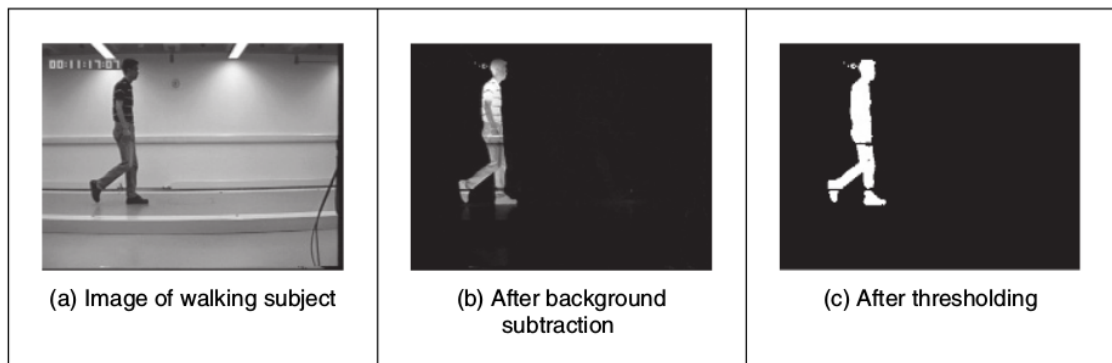 00:11:17:07
(a) Image of walking subject
(b) After background
subtraction
(c) After thresholding